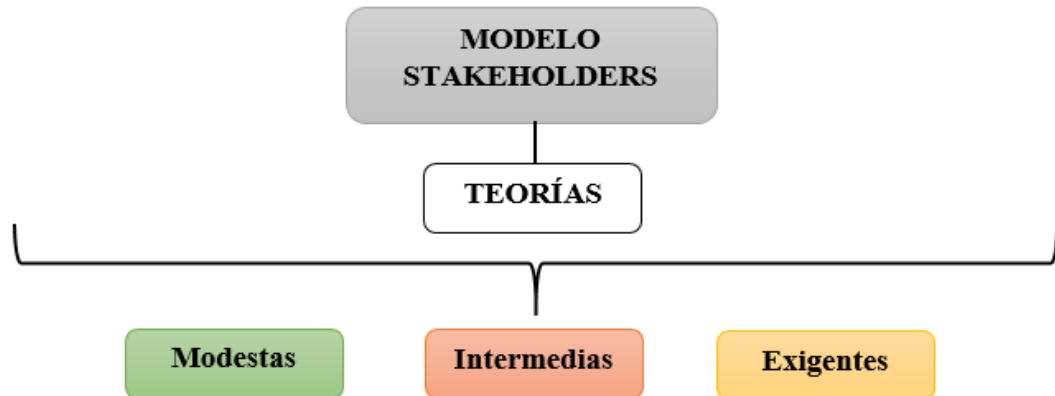 MODELO
STAKEHOLDERS
TEORÍAS
Modestas
Intermedias
Exigentes